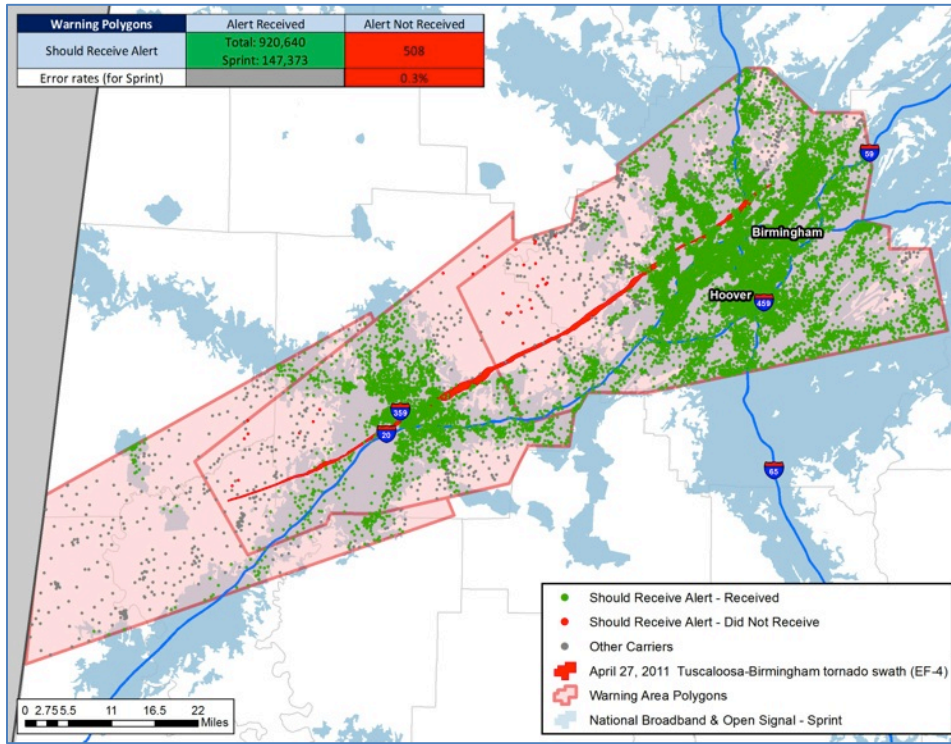 Warning Polygons Alert Received Alert Not Received
Should Receive Alert Total: 920,640 508
Sprint: 147,373
Error rates (for Sprint) 0.3%
59
Birmingham
Hoover
459
359
20
65
Should Receive Alert - Received
Should Receive Alert - Did Not Receive
Other Carriers
April 27, 2011 Tuscaloosa-Birmingham tornado swath (EF-4)
Warning Area Polygons
National Broadband & Open Signal - Sprint
0 2.75 5.5 11 16.5 22
Miles